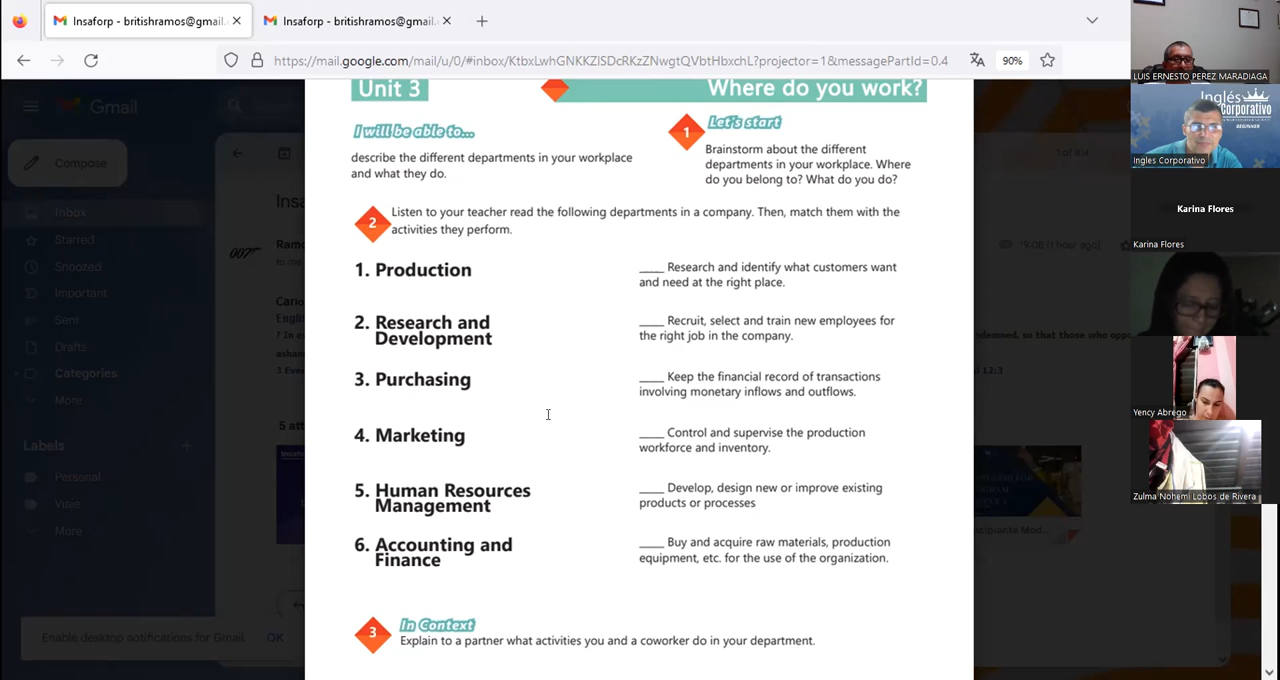 Insaforp - britishramos@gmail.
Insaforp - britishramos@gmail.
https://mail.google.com/mail/u/0/#inbox/KtbxLwhGNKKZlSDcRKzZNwgtQVbtHbxchL?projector=1&messagePartId=0.4
90%
Gmail
Compose
Inbox
Starred
Snoozed
Important
Sent
Drafts
Categories
More
Labels
Personal
More
Enable desktop notifications for Gmail. OK
Unit 3
Where do you work?
I will be able to...
describe the different departments in your workplace
and what they do.
1
Let's start
Brainstorm about the different
departments in your workplace. Where
do you belong to? What do you do?
2
Listen to your teacher read the following departments in a company. Then, match them with the
activities they perform.
1. Production
____ Research and identify what customers want
and need at the right place.
2. Research and
Development
____ Recruit, select and train new employees for
the right job in the company.
3. Purchasing
____ Keep the financial record of transactions
involving monetary inflows and outflows.
4. Marketing
____ Control and supervise the production
workforce and inventory.
5. Human Resources
Management
____ Develop, design new or improve existing
products or processes
6. Accounting and
Finance
____ Buy and acquire raw materials, production
equipment, etc. for the use of the organization.
3
In Context
Explain to a partner what activities you and a coworker do in your department.
LUIS ERNESTO PEREZ MARADIAGA
Inglés
Corporativo
BEGINNER
Ingles Corporativo
Karina Flores
Karina Flores
Yency Abrego
Zulma Nohemi Lobos de Rivera